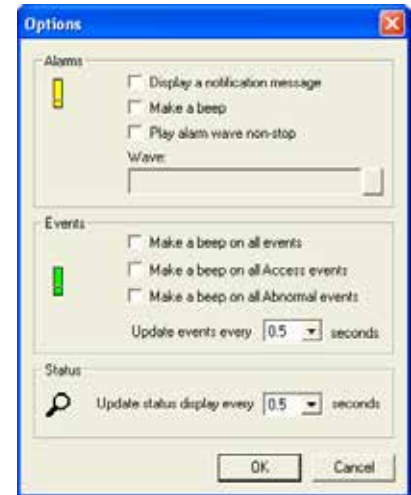 Options
Alarms
Display a notification message
Make a beep
Play alarm wave non-stop
Wave:
Events
Make a beep on all events
Make a beep on all Access events
Make a beep on all Abnormal events
Update events every 0.5 seconds
Status
Update status display every 0.5 seconds
OK Cancel